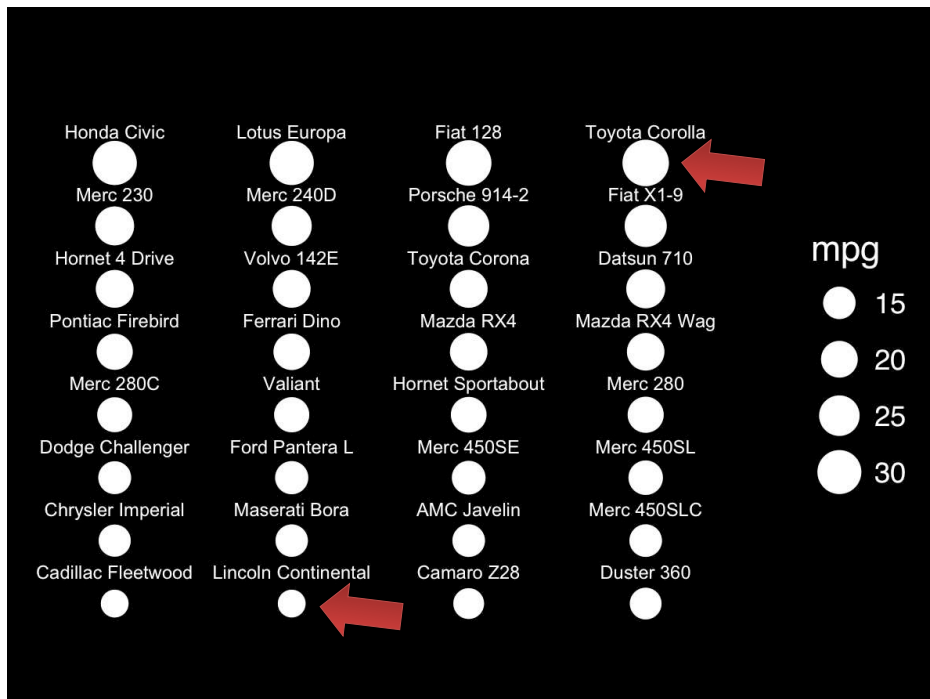 Honda Civic Lotus Europa Fiat 128 Toyota Corolla
Merc 230 Merc 240D Porsche 914-2 Fiat X1-9
Hornet 4 Drive Volvo 142E Toyota Corona Datsun 710
Pontiac Firebird Ferrari Dino Mazda RX4 Mazda RX4 Wag
Merc 280C Valiant Hornet Sportabout Merc 280
Dodge Challenger Ford Pantera L Merc 450SE Merc 450SL
Chrysler Imperial Maserati Bora AMC Javelin Merc 450SLC
Cadillac Fleetwood Lincoln Continental Camaro Z28 Duster 360
mpg
15
20
25
30